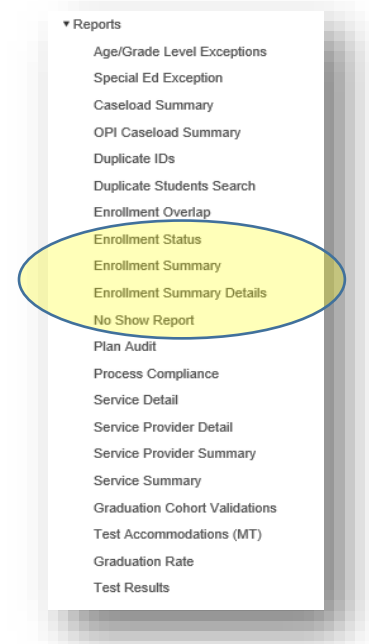 ▾ Reports
Age/Grade Level Exceptions
Special Ed Exception
Caseload Summary
OPI Caseload Summary
Duplicate IDs
Duplicate Students Search
Enrollment Overlap
Enrollment Status
Enrollment Summary
Enrollment Summary Details
No Show Report
Plan Audit
Process Compliance
Service Detail
Service Provider Detail
Service Provider Summary
Service Summary
Graduation Cohort Validations
Test Accommodations (MT)
Graduation Rate
Test Results